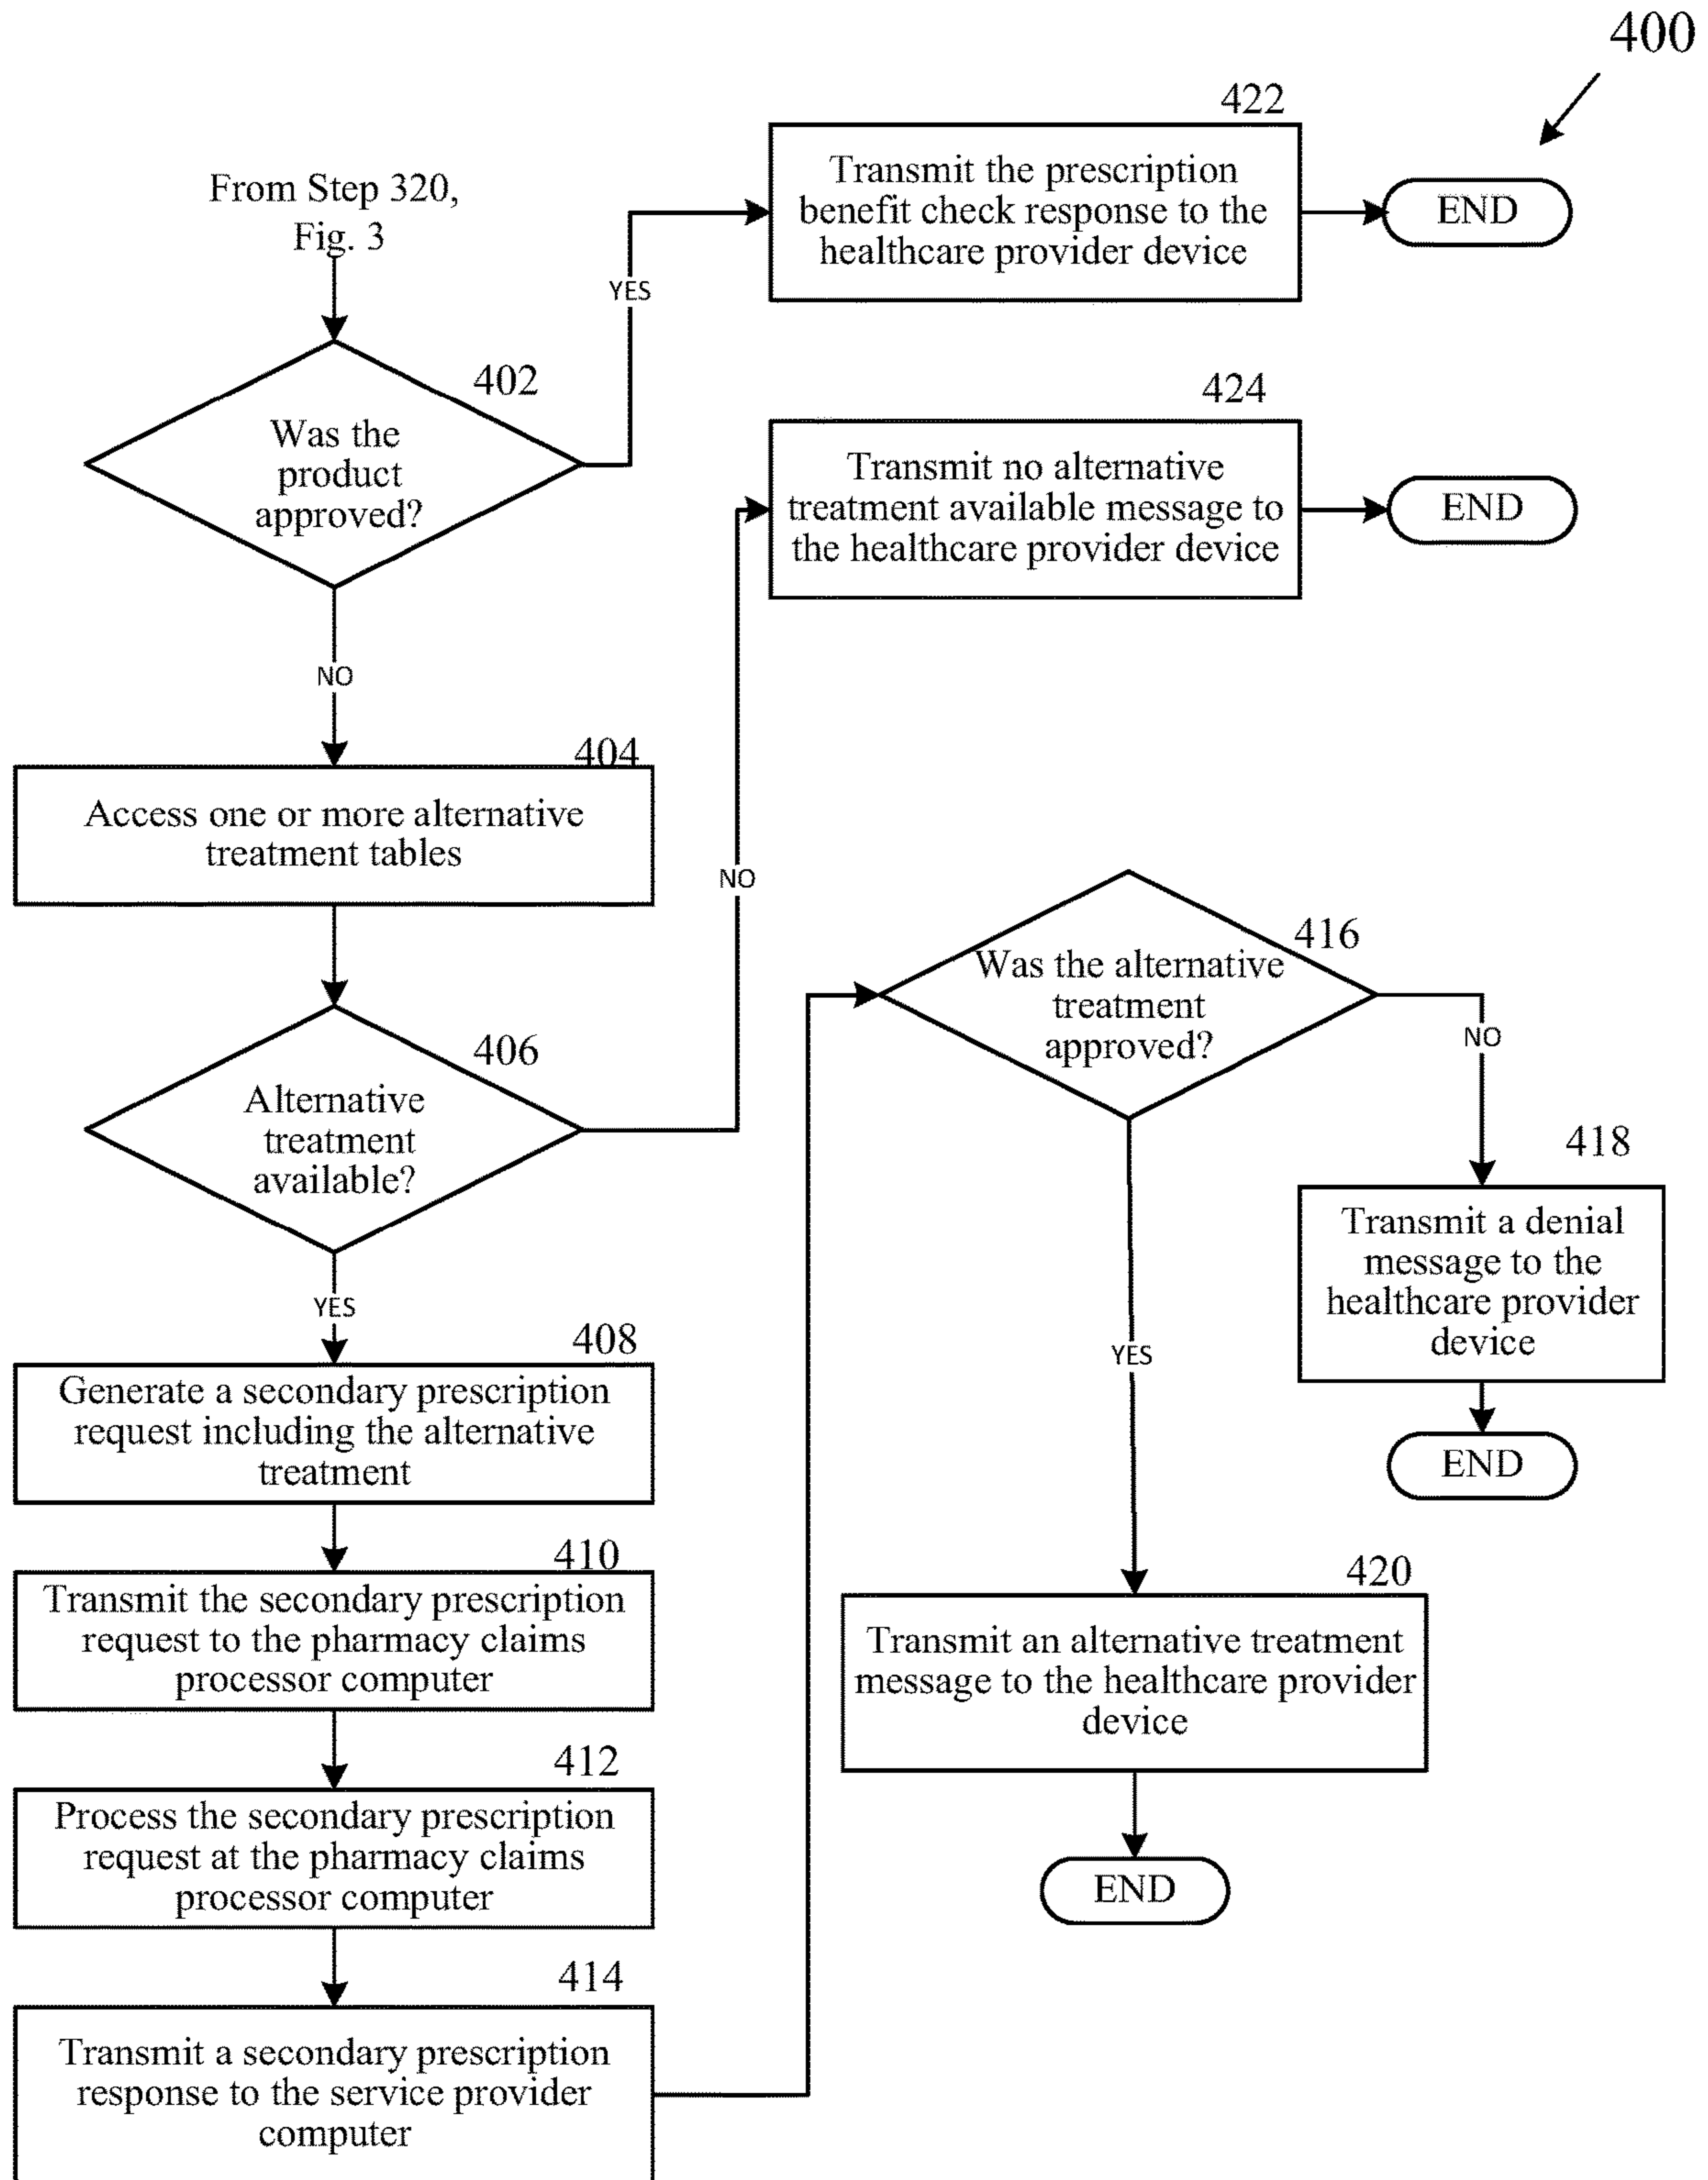 400
From Step 320,
Fig. 3
402
Was the
product
approved?
YES
422
Transmit the prescription
benefit check response to the
healthcare provider device
END
NO
404
Access one or more alternative
treatment tables
406
Alternative
treatment
available?
NO
424
Transmit no alternative
treatment available message to
the healthcare provider device
END
YES
408
Generate a secondary prescription
request including the alternative
treatment
410
Transmit the secondary prescription
request to the pharmacy claims
processor computer
412
Process the secondary prescription
request at the pharmacy claims
processor computer
414
Transmit a secondary prescription
response to the service provider
computer
416
Was the alternative
treatment
approved?
NO
418
Transmit a denial
message to the
healthcare provider
device
END
YES
420
Transmit an alternative treatment
message to the healthcare provider
device
END